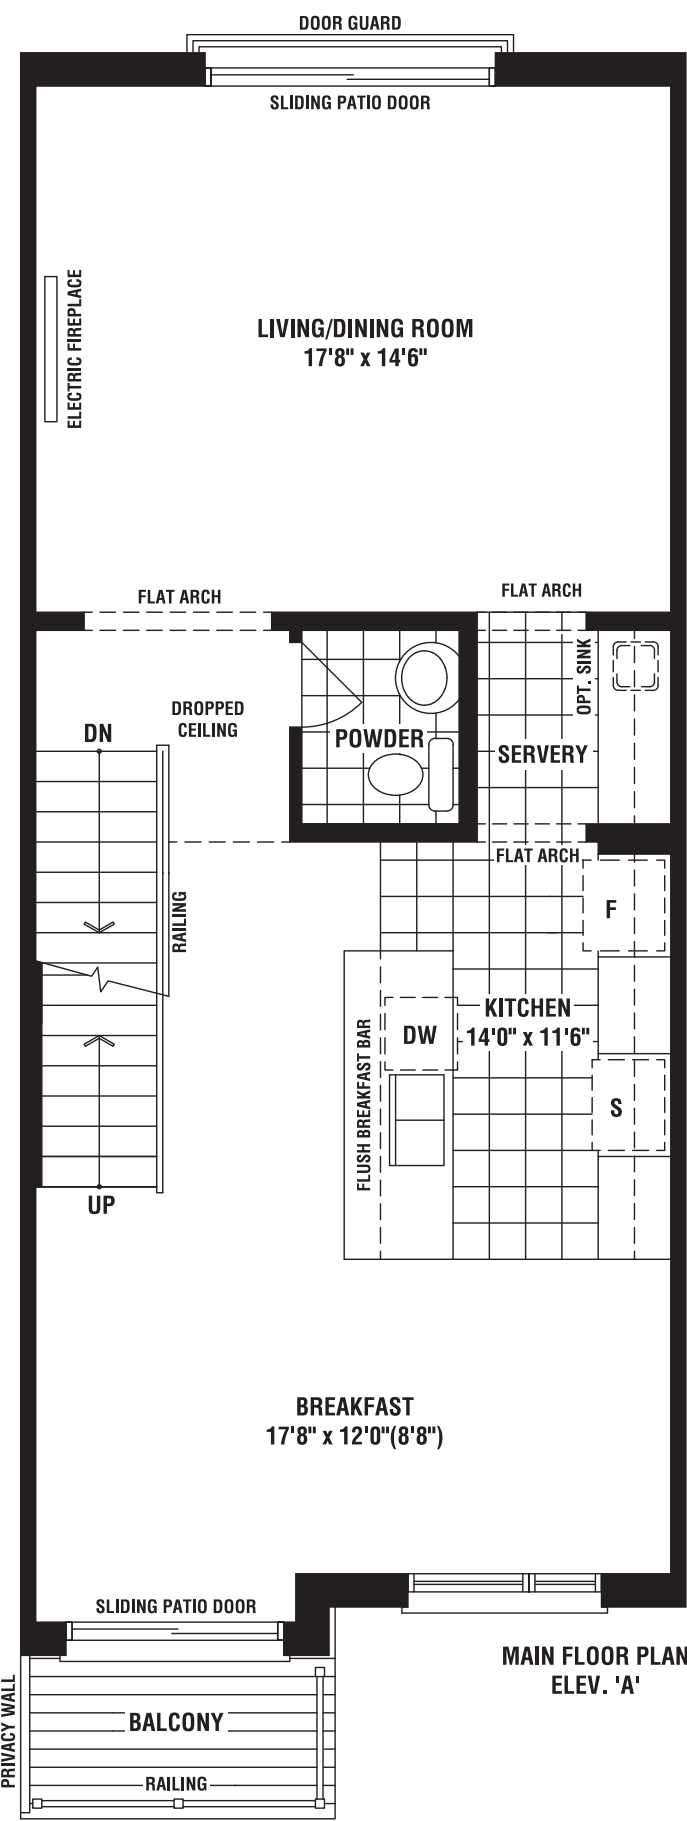 DOOR GUARD
SLIDING PATIO DOOR
ELECTRIC FIREPLACE
LIVING/DINING ROOM
17'8" x 14'6"
FLAT ARCH
FLAT ARCH
OPT. SINK
DROPPED
CEILING
DN
POWDER
SERVERY
FLAT ARCH
RAILING
F
KITCHEN
14'0" x 11'6"
DW
FLUSH BREAKFAST BAR
S
UP
BREAKFAST
17'8" x 12'0"(8'8")
SLIDING PATIO DOOR
MAIN FLOOR PLAN
ELEV. 'A'
PRIVACY WALL
BALCONY
RAILING